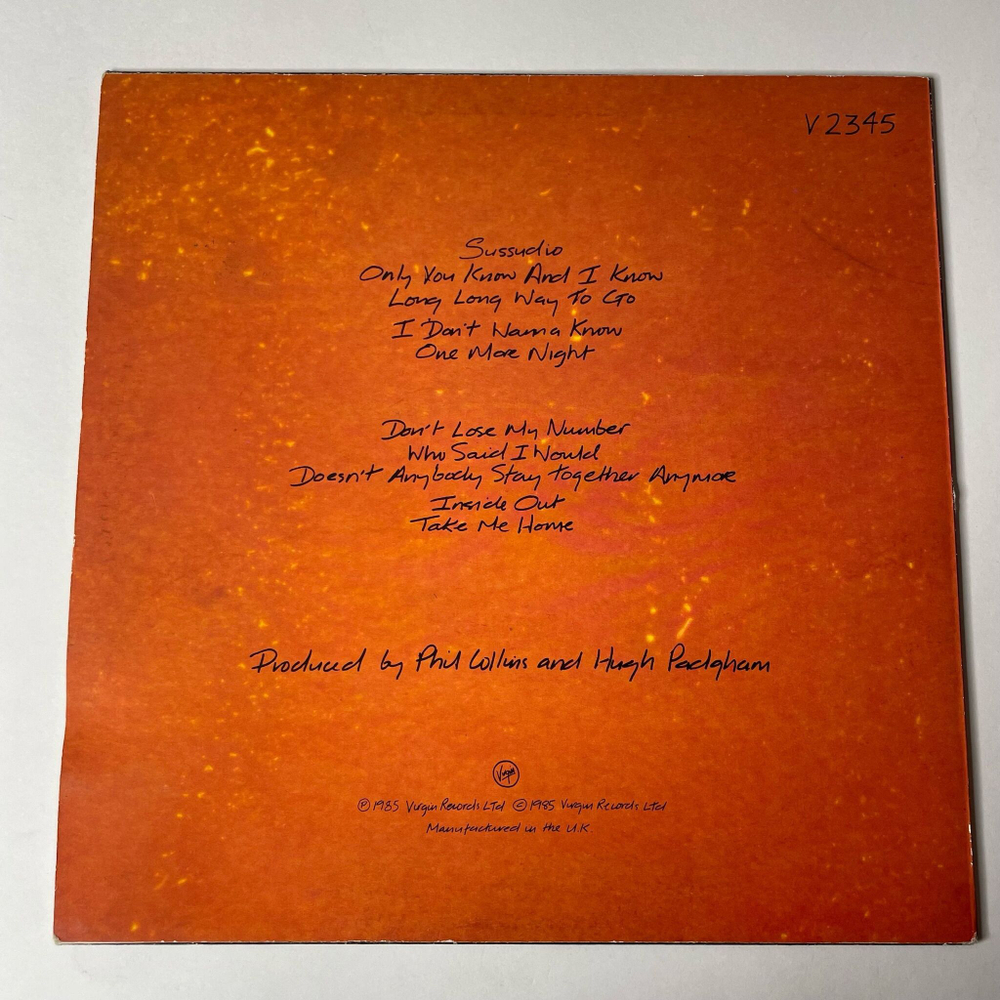 V2345
Sussudio
Only You Know And I Know
Long Long Way To Go
I Don't Wanna Know
One More Night
Don't Lose My Number
Who Said I Would
Doesn't Anybody Stay Together Anymore
Inside Out
Take Me Home
Produced by Phil Collins and Hugh Padgham
Virgin
Ⓟ 1985 Virgin Records Ltd © 1985 Virgin Records Ltd
Manufactured in the U.K